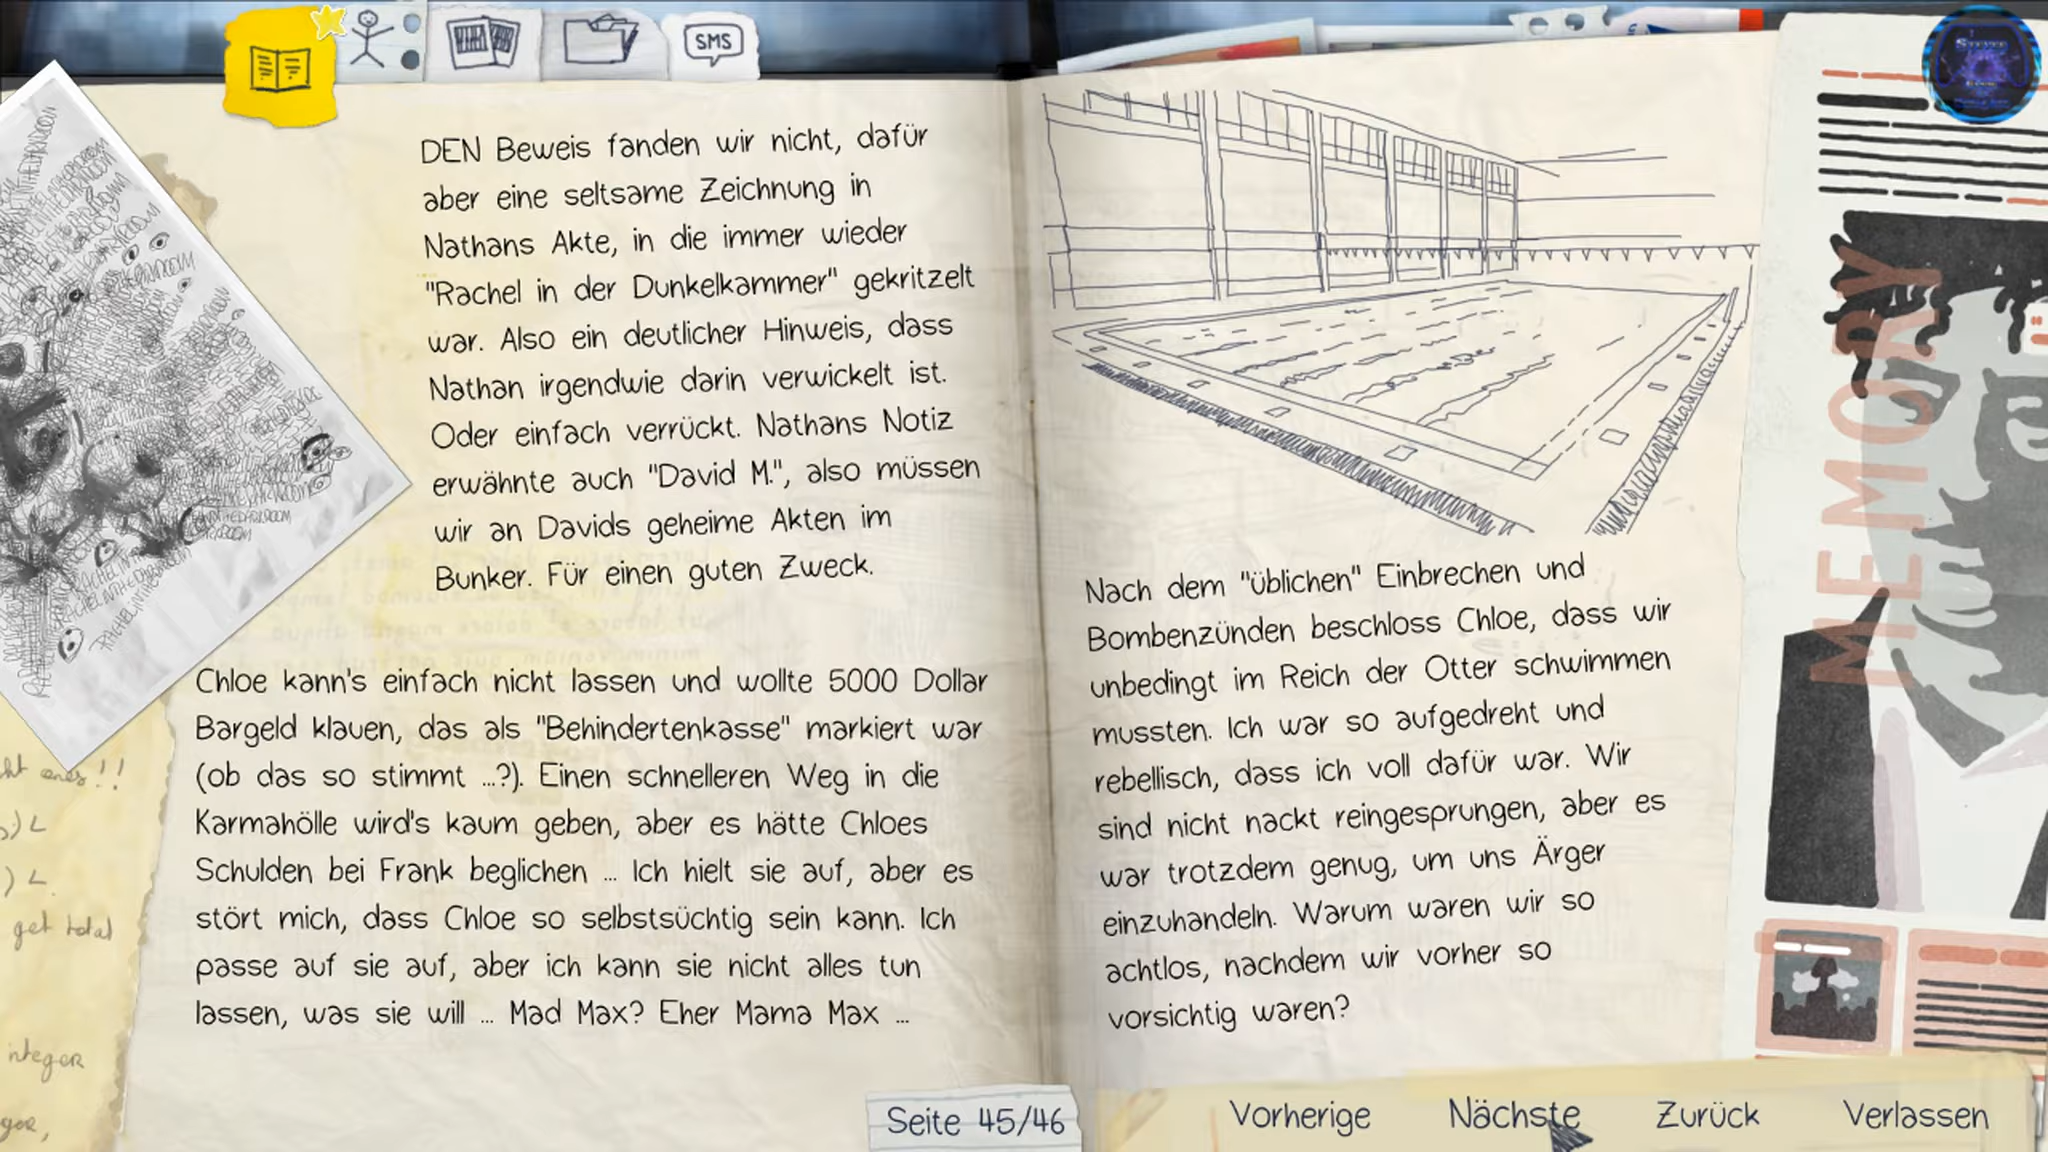 SMS
DEN Beweis fanden wir nicht, dafür
aber eine seltsame Zeichnung in
Nathans Akte, in die immer wieder
"Rachel in der Dunkelkammer" gekritzelt
war. Also ein deutlicher Hinweis, dass
Nathan irgendwie darin verwickelt ist.
Oder einfach verrückt. Nathans Notiz
erwähnte auch "David M.", also müssen
wir an Davids geheime Akten im
Bunker. Für einen guten Zweck.
Chloe kann's einfach nicht lassen und wollte 5000 Dollar
Bargeld klauen, das als "Behindertenkasse" markiert war
(ob das so stimmt ...?). Einen schnelleren Weg in die
Karmahölle wird's kaum geben, aber es hätte Chloes
Schulden bei Frank beglichen ... Ich hielt sie auf, aber es
stört mich, dass Chloe so selbstsüchtig sein kann. Ich
passe auf sie auf, aber ich kann sie nicht alles tun
lassen, was sie will ... Mad Max? Eher Mama Max ...
get total
integer
Nach dem "üblichen" Einbrechen und
Bombenzünden beschloss Chloe, dass wir
unbedingt im Reich der Otter schwimmen
mussten. Ich war so aufgedreht und
rebellisch, dass ich voll dafür war. Wir
sind nicht nackt reingesprungen, aber es
war trotzdem genug, um uns Ärger
einzuhandeln. Warum waren wir so
achtlos, nachdem wir vorher so
vorsichtig waren?
MEMORY
Seite 45/46
Vorherige
Nächste
Zurück
Verlassen